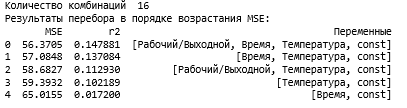 Количество комбинаций 16
Результаты перебора в порядке возрастания MSE:
MSE r2 Переменные
0 56.3705 0.147881 [Рабочий/Выходной, Время, Температура, const]
1 57.0848 0.137084 [Время, Температура, const]
2 58.6827 0.112930 [Рабочий/Выходной, Температура, const]
3 59.3932 0.102189 [Температура, const]
4 65.0155 0.017200 [Время, const]